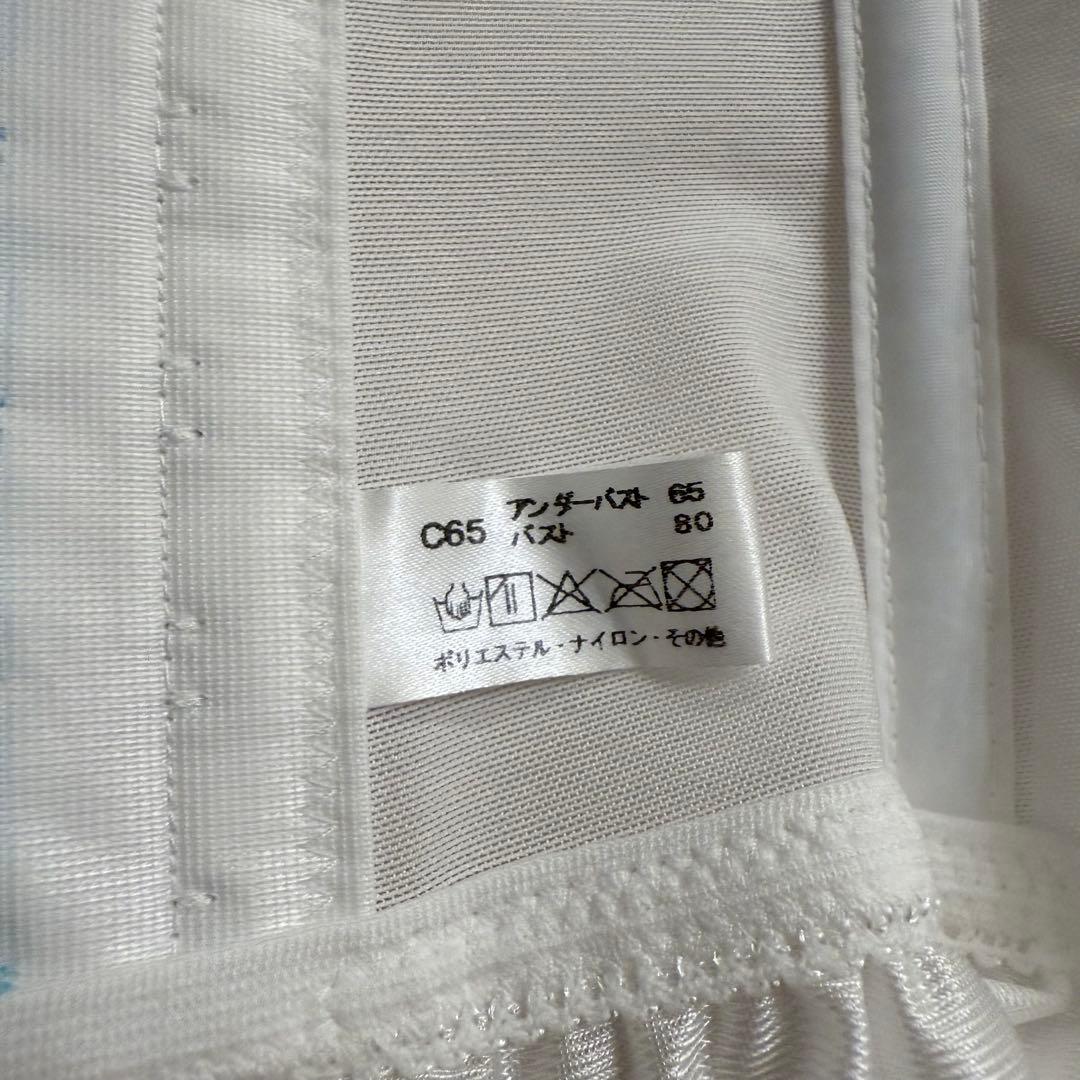 C65 アンダーバスト 65
バスト 80
ポリエステル・ナイロン・その他